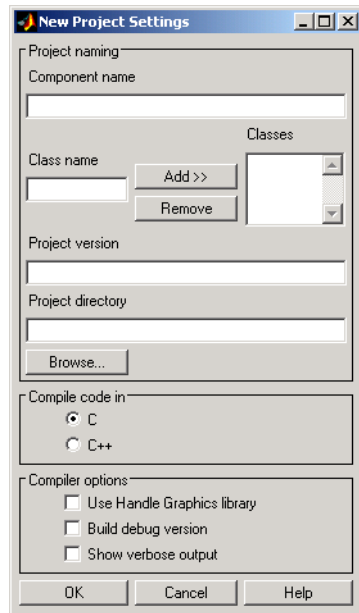 New Project Settings
Project naming
Component name
Classes
Class name
Add >>
Remove
Project version
Project directory
Browse...
Compile code in
C
C++
Compiler options
Use Handle Graphics library
Build debug version
Show verbose output
OK Cancel Help